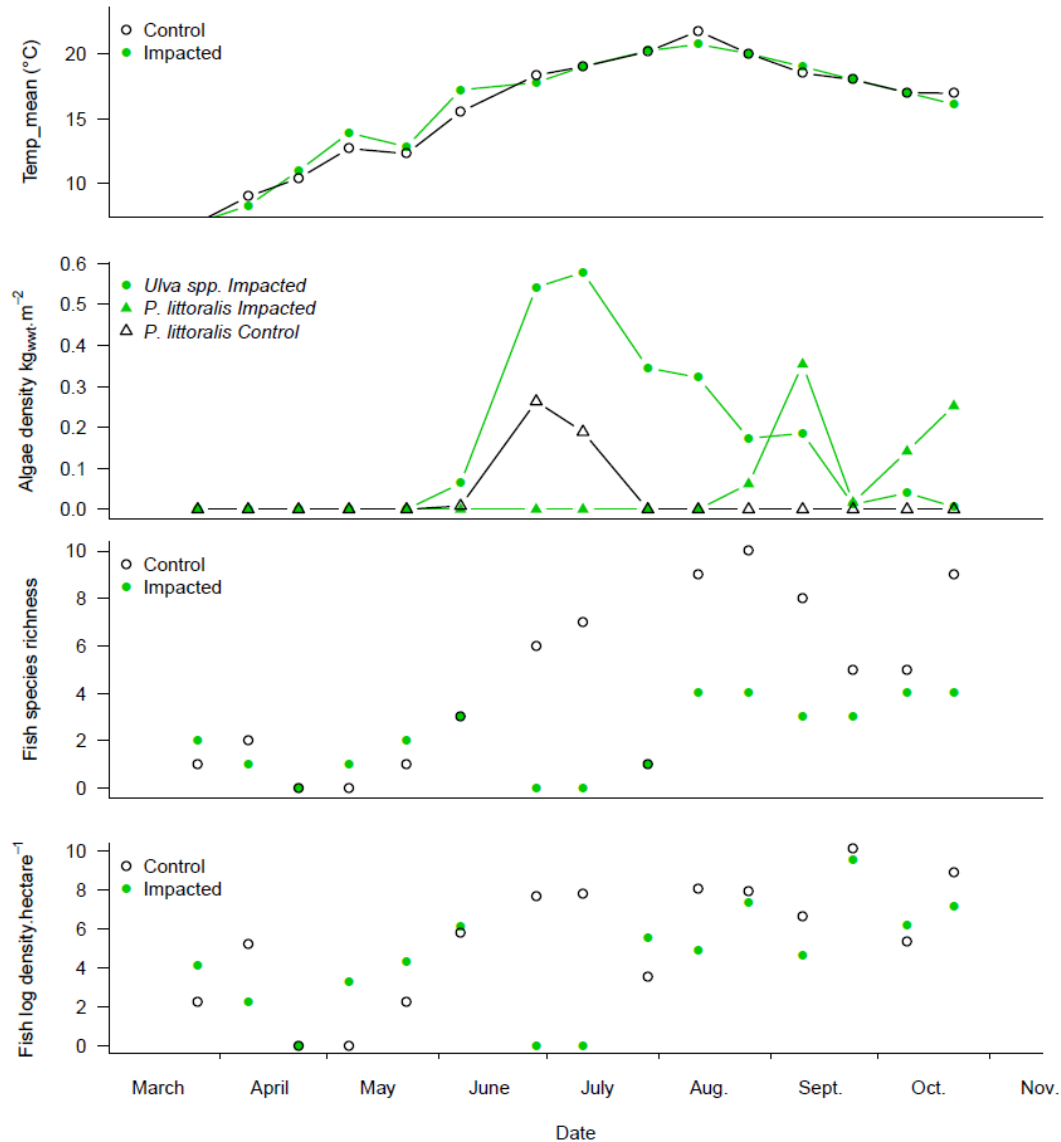 Temp_mean (°C)
Control
Impacted
20
15
10
Algae density kg_wwt.m⁻²
Ulva spp. Impacted
P. littoralis Impacted
P. littoralis Control
0.6
0.5
0.4
0.3
0.2
0.1
0.0
Fish species richness
Control
Impacted
10
8
6
4
2
0
Fish log density.hectare⁻¹
Control
Impacted
10
8
6
4
2
0
March April May June July Aug. Sept. Oct. Nov.
Date